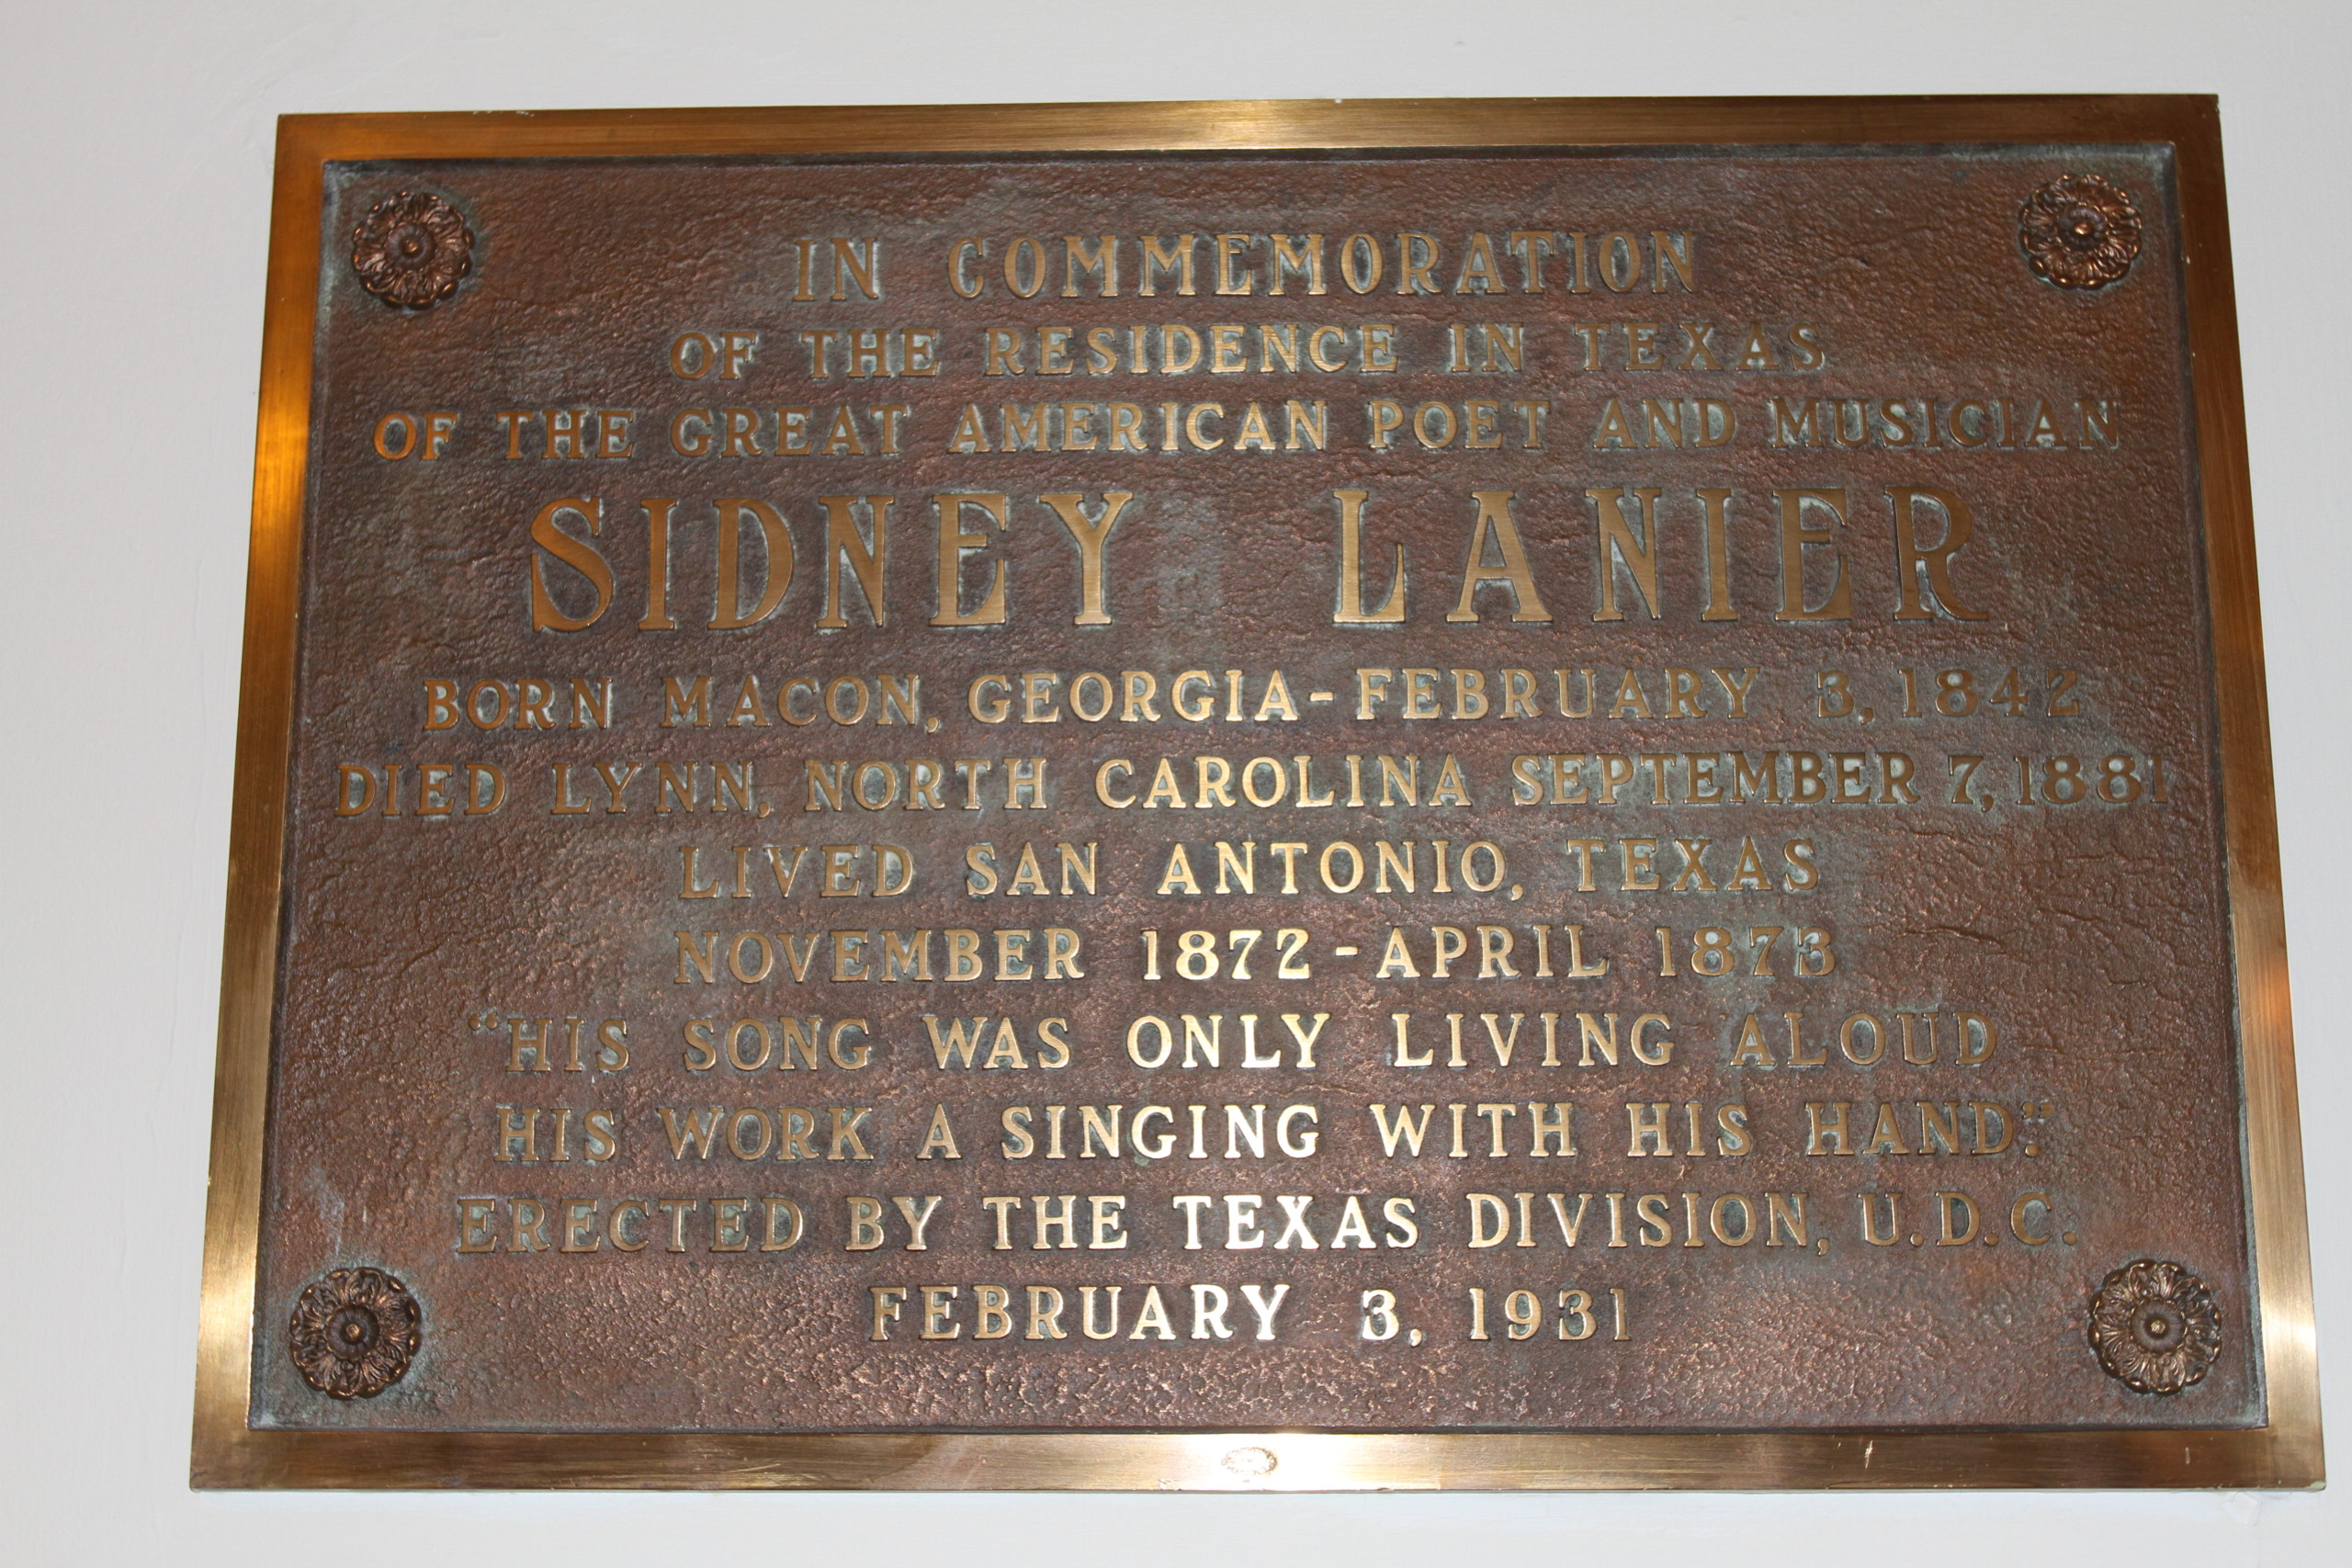 IN COMMEMORATION
OF THE RESIDENCE IN TEXAS
OF THE GREAT AMERICAN POET AND MUSICIAN
SIDNEY LANIER
BORN MACON, GEORGIA-FEBRUARY 3, 1842
DIED LYNN, NORTH CAROLINA SEPTEMBER 7, 1881
LIVED SAN ANTONIO, TEXAS
NOVEMBER 1872-APRIL 1873
"HIS SONG WAS ONLY LIVING ALOUD
HIS WORK A SINGING WITH HIS HAND."
ERECTED BY THE TEXAS DIVISION, U.D.C.
FEBRUARY 3, 1931